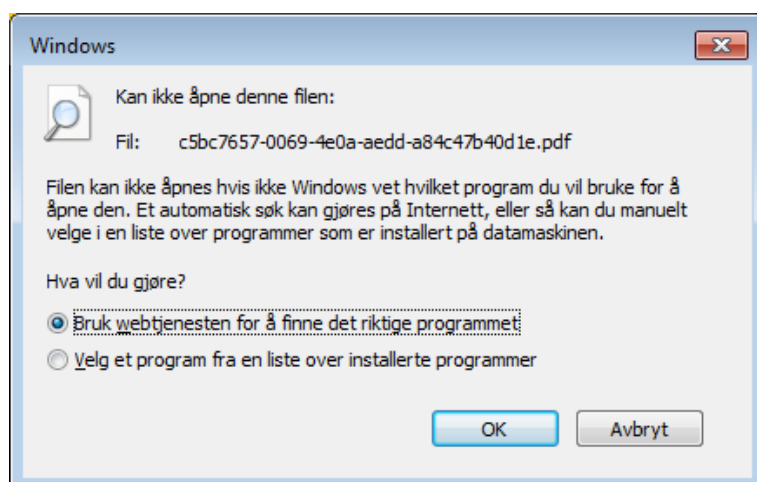 Windows
Kan ikke åpne denne filen:
Fil: c5bc7657-0069-4e0a-aedd-a84c47b40d1e.pdf
Filen kan ikke åpnes hvis ikke Windows vet hvilket program du vil bruke for å
åpne den. Et automatisk søk kan gjøres på Internett, eller så kan du manuelt
velge i en liste over programmer som er installert på datamaskinen.
Hva vil du gjøre?
Bruk webtjenesten for å finne det riktige programmet
Velg et program fra en liste over installerte programmer
OK Avbryt